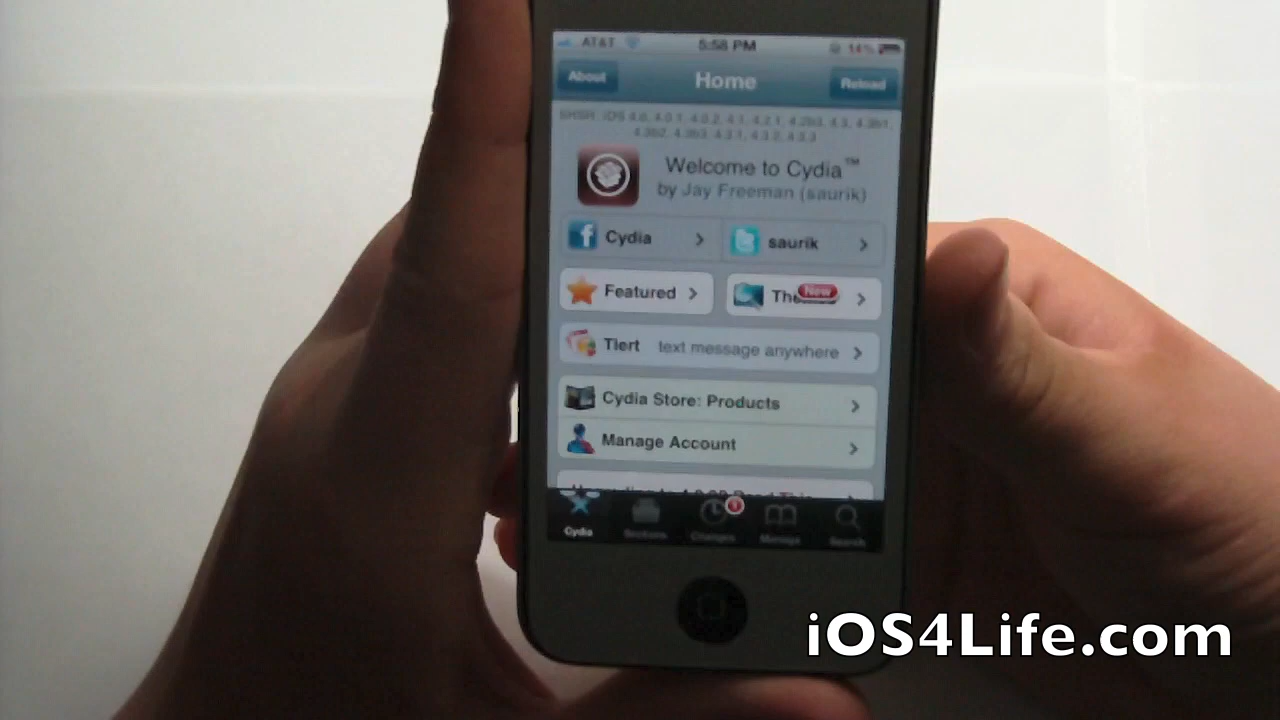 AT&T 5:58 PM 14%
About Home Reload
SHSH: iOS 4.0, 4.0.1, 4.0.2, 4.1, 4.2.1, 4.2b3, 4.3, 4.3b1,
4.3b2, 4.3b3, 4.3.1, 4.3.2, 4.3.3
Welcome to Cydia™
by Jay Freeman (saurik)
Cydia saurik
Featured New
Tlert text message anywhere
Cydia Store: Products
Manage Account
1
Cydia Sections Changes Manage Search
iOS4Life.com